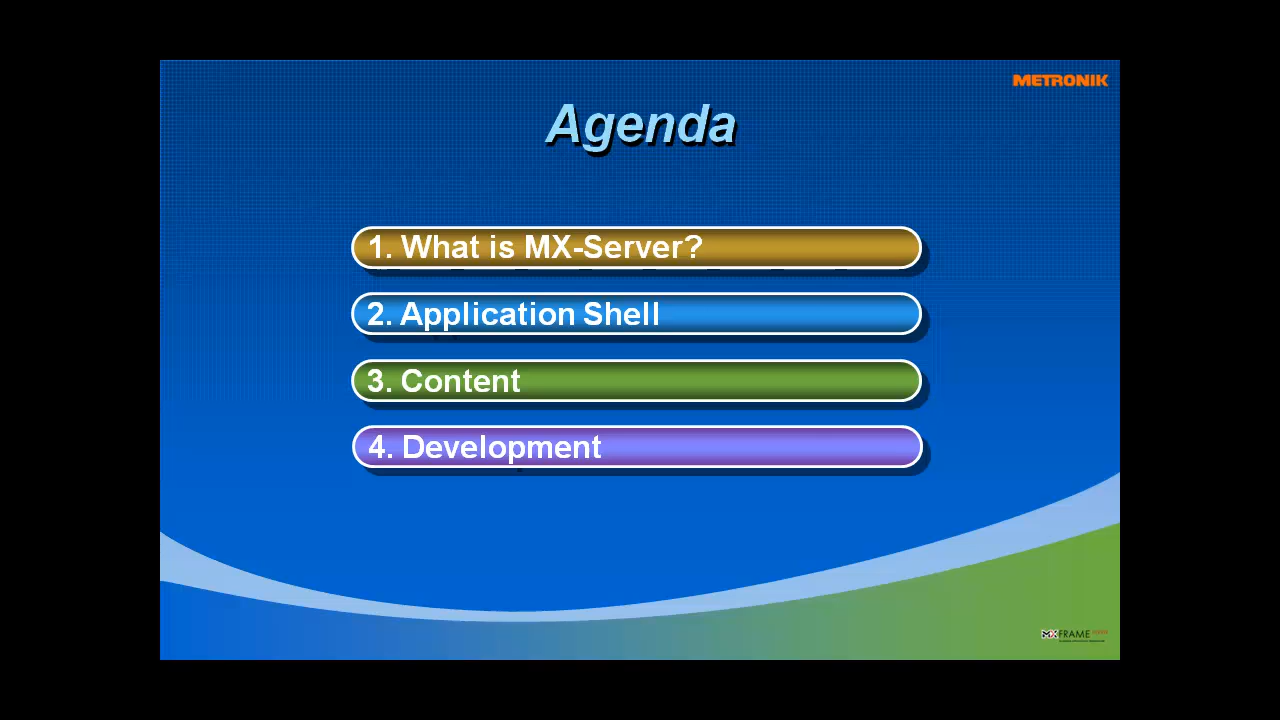 METRONIK
Agenda
1. What is MX-Server?
2. Application Shell
3. Content
4. Development
MXFRAME